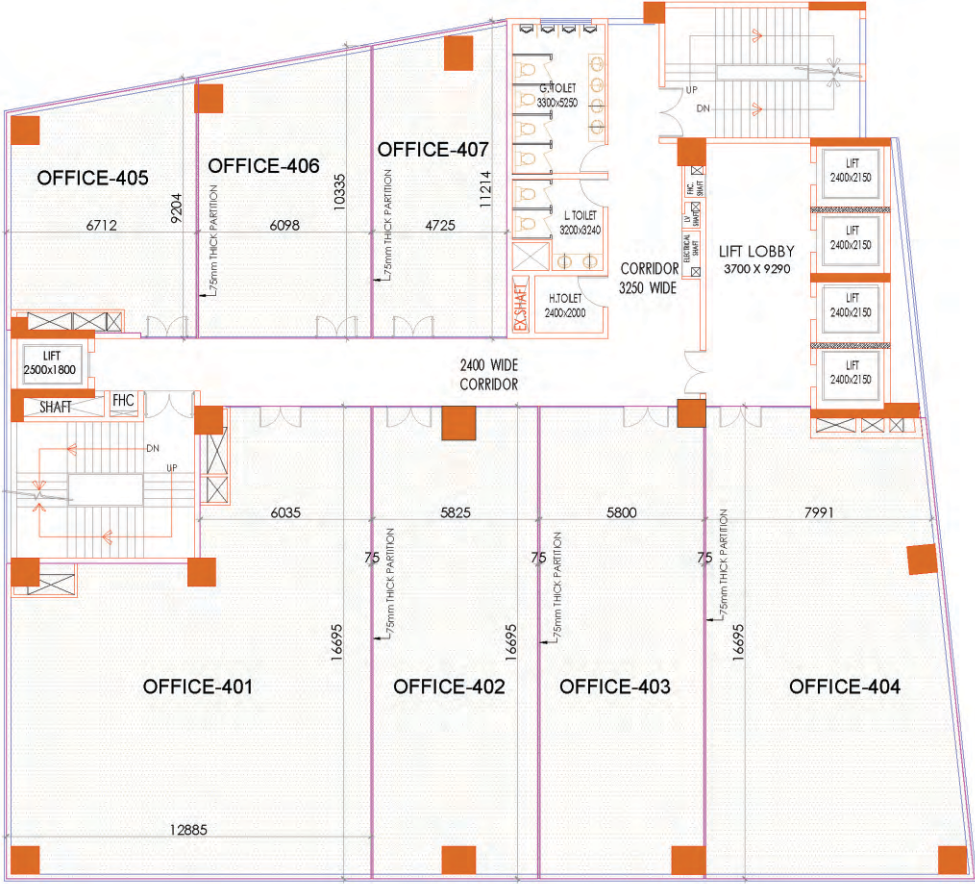 G.TOILET
3300x5250
UP
DN
OFFICE-405
6712
9204
OFFICE-406
6098
10335
75mm THICK PARTITION
OFFICE-407
4725
11214
75mm THICK PARTITION
L. TOILET
3200x3240
EX.SHAFT
H.TOILET
2400x2000
FHC
SHAFT
LV
SHAFT
ELECTRICAL
SHAFT
CORRIDOR
3250 WIDE
LIFT LOBBY
3700 X 9290
LIFT
2400x2150
LIFT
2400x2150
LIFT
2400x2150
LIFT
2400x2150
LIFT
2500x1800
SHAFT
FHC
2400 WIDE
CORRIDOR
DN
UP
6035
5825
5800
7991
75
75
75
75mm THICK PARTITION
75mm THICK PARTITION
75mm THICK PARTITION
16695
16695
16695
OFFICE-401
OFFICE-402
OFFICE-403
OFFICE-404
12885